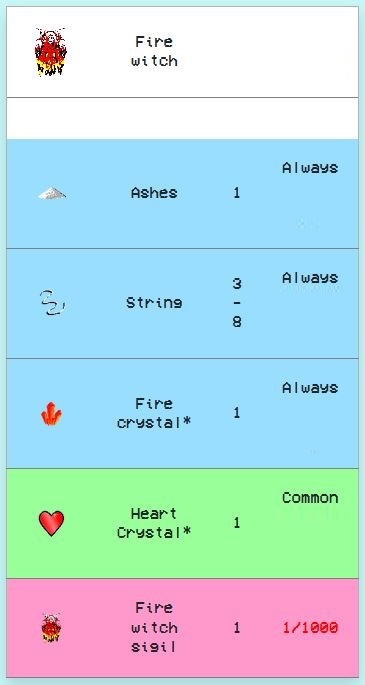 Fire
witch
Always
Ashes 1
Always
String 3
-
8
Always
Fire
crystal* 1
Common
Heart
Crystal* 1
Fire
witch
sigil 1 1/1000